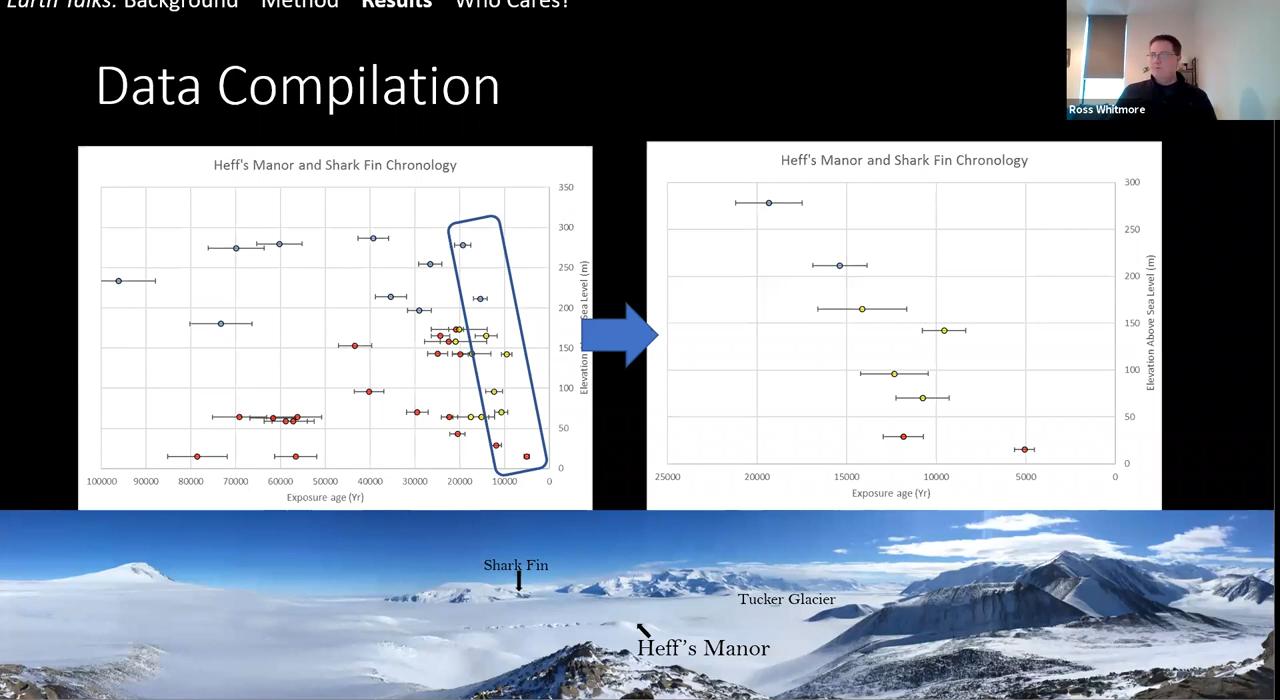 Earth Talks: Background Method Results Who Cares?
Ross Whitmore
Data Compilation
Heff's Manor and Shark Fin Chronology
350
300
250
200
150
100
50
0
Elevation Above Sea Level (m)
100000 90000 80000 70000 60000 50000 40000 30000 20000 10000 0
Exposure age (Yr)
Heff's Manor and Shark Fin Chronology
300
250
200
150
100
50
0
Elevation Above Sea Level (m)
25000 20000 15000 10000 5000 0
Exposure age (Yr)
Shark Fin
Tucker Glacier
Heff's Manor